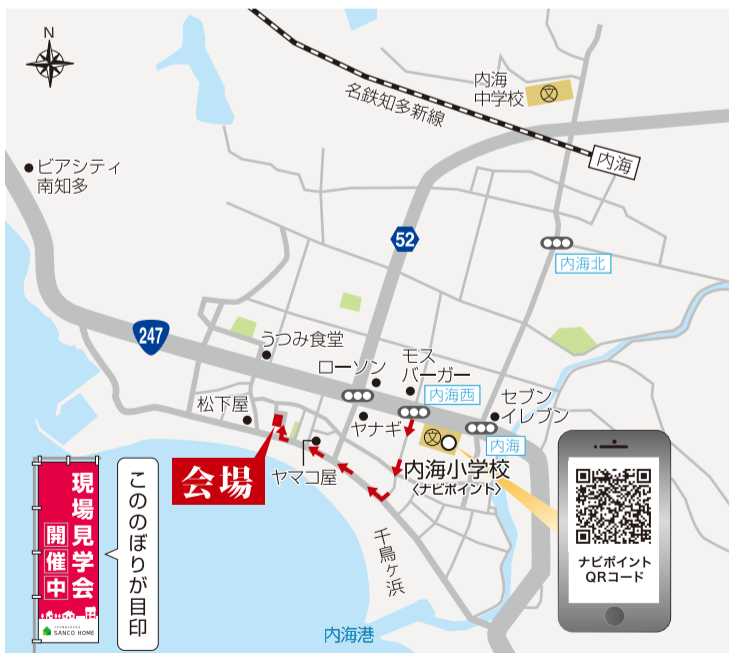 N
内海
中学校
文
名鉄知多新線
内海
ビアシティ
南知多
52
内海北
247
うつみ食堂
ローソン
モス
バーガー
内海西
セブン
イレブン
松下屋
ヤナギ
文
内海
会場
ヤマコ屋
内海小学校
〈ナビポイント〉
千鳥ヶ浜
内海港
現場見学会
開催中
SANCO HOME
こののぼりが目印
ナビポイント
QRコード